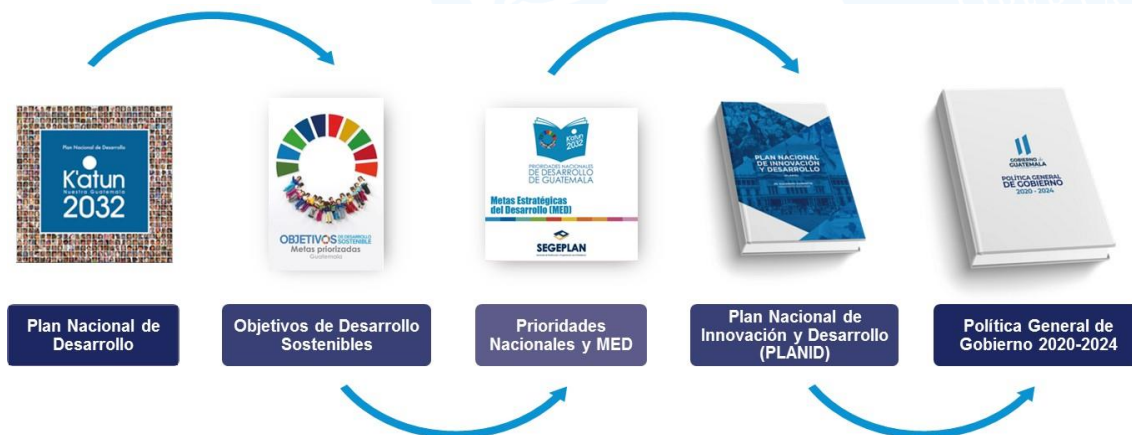 Plan Nacional de Desarrollo
K'atun
Nuestra Guatemala
2032
OBJETIVOS DE DESARROLLO SOSTENIBLE
Metas priorizadas
Guatemala
K'atun
2032
PRIORIDADES NACIONALES
DE DESARROLLO
DE GUATEMALA
Metas Estratégicas
del Desarrollo (MED)
SEGEPLAN
PLAN NACIONAL
DE INNOVACIÓN
Y DESARROLLO
GOBIERNO de
GUATEMALA
POLÍTICA GENERAL
DE GOBIERNO
2020 - 2024
Plan Nacional de
Desarrollo
Objetivos de Desarrollo
Sostenibles
Prioridades
Nacionales y MED
Plan Nacional de
Innovación y Desarrollo
(PLANID)
Política General de
Gobierno 2020-2024